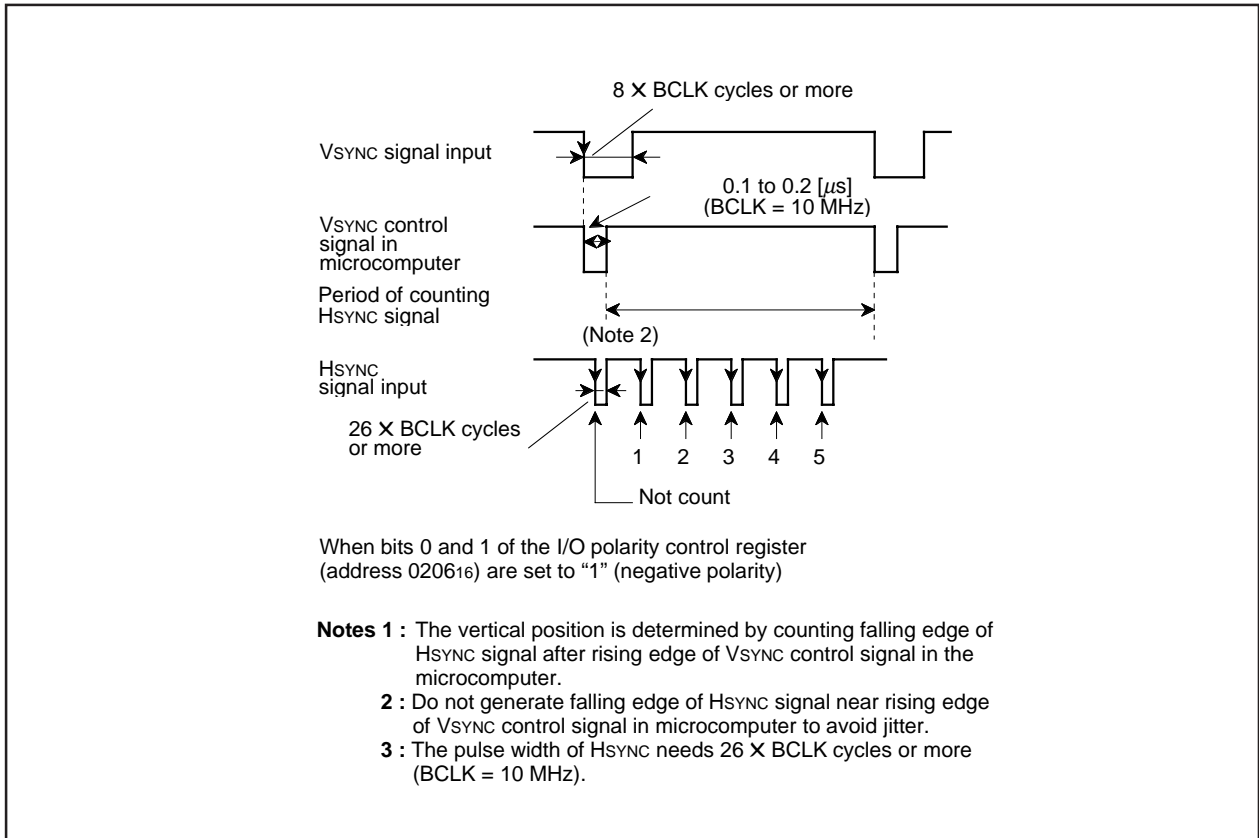 8 X BCLK cycles or more
VSYNC signal input
0.1 to 0.2 [μs]
(BCLK = 10 MHz)
VSYNC control
signal in
microcomputer
Period of counting
HSYNC signal
(Note 2)
HSYNC
signal input
26 X BCLK cycles
or more
1 2 3 4 5
Not count
When bits 0 and 1 of the I/O polarity control register
(address 020616) are set to “1” (negative polarity)
Notes 1 : The vertical position is determined by counting falling edge of
HSYNC signal after rising edge of VSYNC control signal in the
microcomputer.
2 : Do not generate falling edge of HSYNC signal near rising edge
of VSYNC control signal in microcomputer to avoid jitter.
3 : The pulse width of HSYNC needs 26 X BCLK cycles or more
(BCLK = 10 MHz).